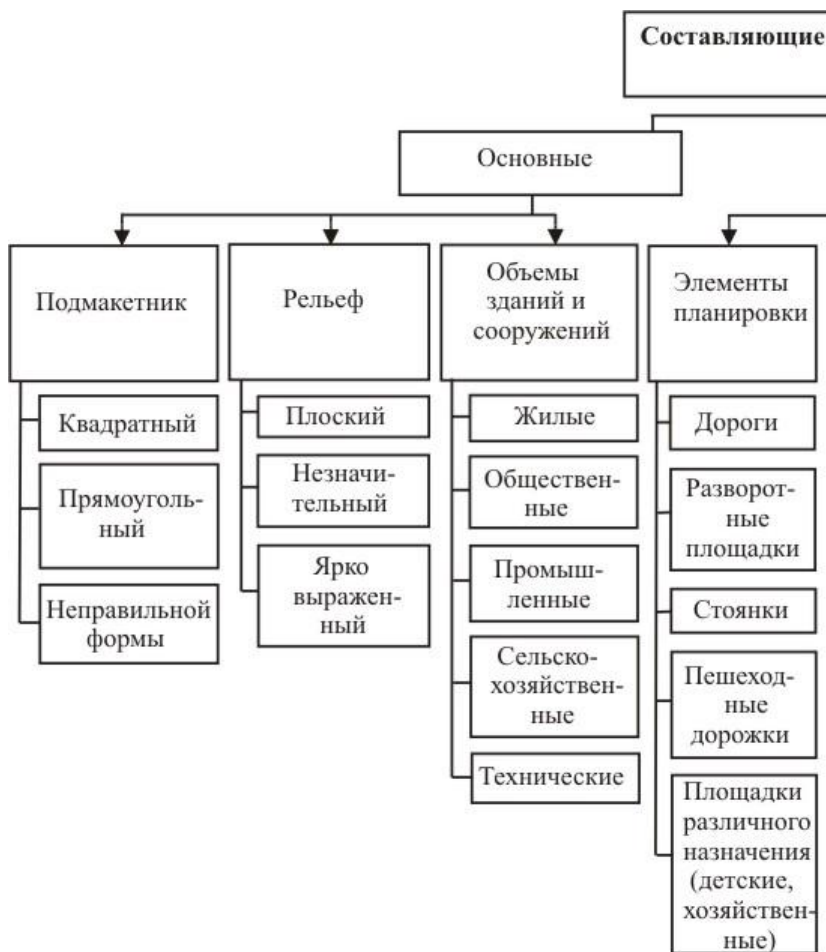 Составляющие
Основные
Подмакетник
Квадратный
Прямоуголь-
ный
Неправильной
формы
Рельеф
Плоский
Незначи-
тельный
Ярко
выражен-
ный
Объемы
зданий и
сооружений
Жилые
Общественн-
ные
Промыш-
ленные
Сельско-
хозяйствен-
ные
Технические
Элементы
планировки
Дороги
Разворот-
ные
площадки
Стоянки
Пешеход-
ные
дорожки
Площадки
различного
назначения
(детские,
хозяйствен-
ные)